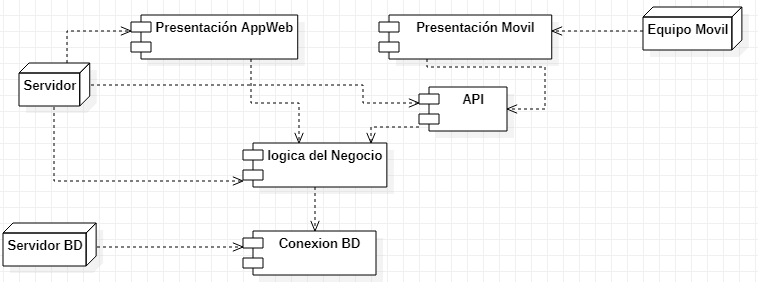 Presentación AppWeb
Presentación Movil
Equipo Movil
Servidor
API
logica del Negocio
Servidor BD
Conexion BD